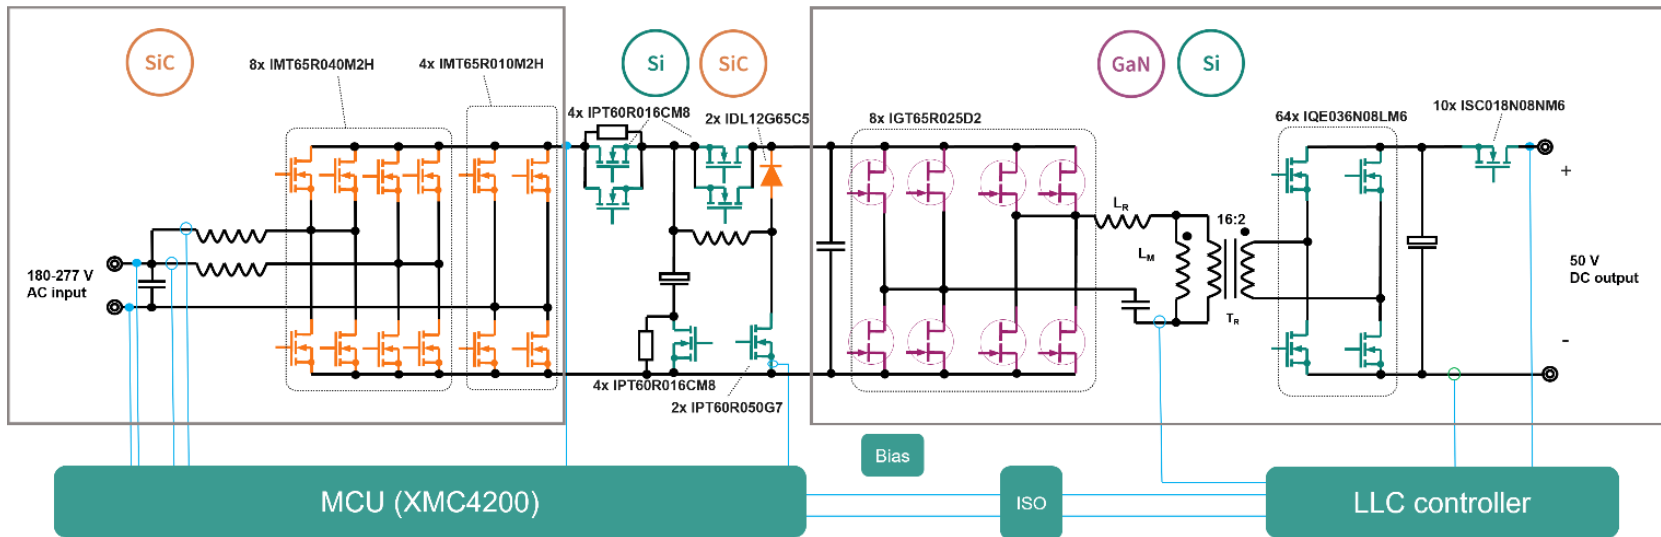 SiC
8x IMT65R040M2H
4x IMT65R010M2H
Si
SiC
4x IPT60R016CM8
2x IDL12G65C5
GaN
Si
8x IGT65R025D2
64x IQE036N08LM6
10x ISC018N08NM6
180-277 V
AC input
LR
LM
16:2
TR
+
50 V
DC output
-
4x IPT60R016CM8
2x IPT60R050G7
MCU (XMC4200)
Bias
ISO
LLC controller